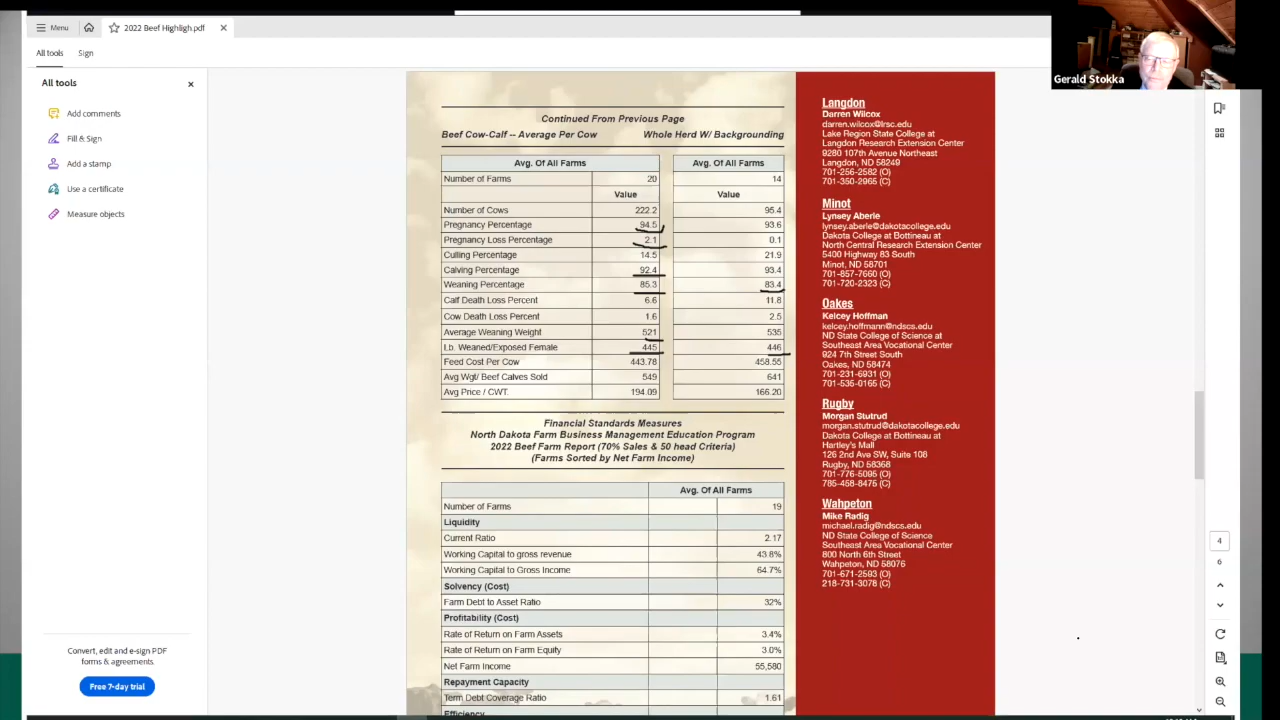 Menu
2022 Beef Highligh.pdf
All tools
Sign
All tools
Add comments
Fill & Sign
Add a stamp
Use a certificate
Measure objects
Convert, edit and e-sign PDF
forms & agreements.
Free 7-day trial
Gerald Stokka
Continued From Previous Page
Beef Cow-Calf -- Average Per Cow Whole Herd W/ Backgrounding
Avg. Of All Farms Avg. Of All Farms
Number of Farms 20 14
Value Value
Number of Cows 222.2 95.4
Pregnancy Percentage 94.5 93.6
Pregnancy Loss Percentage 2.1 0.1
Culling Percentage 14.5 21.9
Calving Percentage 92.4 93.4
Weaning Percentage 85.3 83.4
Calf Death Loss Percent 6.6 11.8
Cow Death Loss Percent 1.6 2.5
Average Weaning Weight 521 535
Lb. Weaned/Exposed Female 445 446
Feed Cost Per Cow 443.78 458.55
Avg Wgt/ Beef Calves Sold 549 641
Avg Price / CWT. 194.09 166.20
Financial Standards Measures
North Dakota Farm Business Management Education Program
2022 Beef Farm Report (70% Sales & 50 head Criteria)
(Farms Sorted by Net Farm Income)
Avg. Of All Farms
Number of Farms 19
Liquidity
Current Ratio 2.17
Working Capital to gross revenue 43.8%
Working Capital to Gross Income 64.7%
Solvency (Cost)
Farm Debt to Asset Ratio 32%
Profitability (Cost)
Rate of Return on Farm Assets 3.4%
Rate of Return on Farm Equity 3.0%
Net Farm Income 55,580
Repayment Capacity
Term Debt Coverage Ratio 1.61
Efficiency
Langdon
Darren Wilcox
darren.wilcox@lrsc.edu
Lake Region State College at
Langdon Research Extension Center
9280 107th Avenue Northeast
Langdon, ND 58249
701-256-2582 (O)
701-350-2965 (C)
Minot
Lynsey Aberle
lynsey.aberle@dakotacollege.edu
Dakota College at Bottineau at
North Central Research Extension Center
5400 Highway 83 South
Minot, ND 58701
701-857-7660 (O)
701-720-2323 (C)
Oakes
Kelcey Hoffman
kelcey.hoffmann@ndscs.edu
ND State College of Science at
Southeast Area Vocational Center
924 7th Street South
Oakes, ND 58474
701-231-6931 (O)
701-535-0165 (C)
Rugby
Morgan Stutrud
morgan.stutrud@dakotacollege.edu
Dakota College at Bottineau at
Hartley's Mall
126 2nd Ave SW, Suite 108
Rugby, ND 58368
701-776-5095 (O)
785-458-8475 (C)
Wahpeton
Mike Radig
michael.radig@ndscs.edu
ND State College of Science
Southeast Area Vocational Center
800 North 6th Street
Wahpeton, ND 58076
701-671-2593 (O)
218-731-3078 (C)
4
6